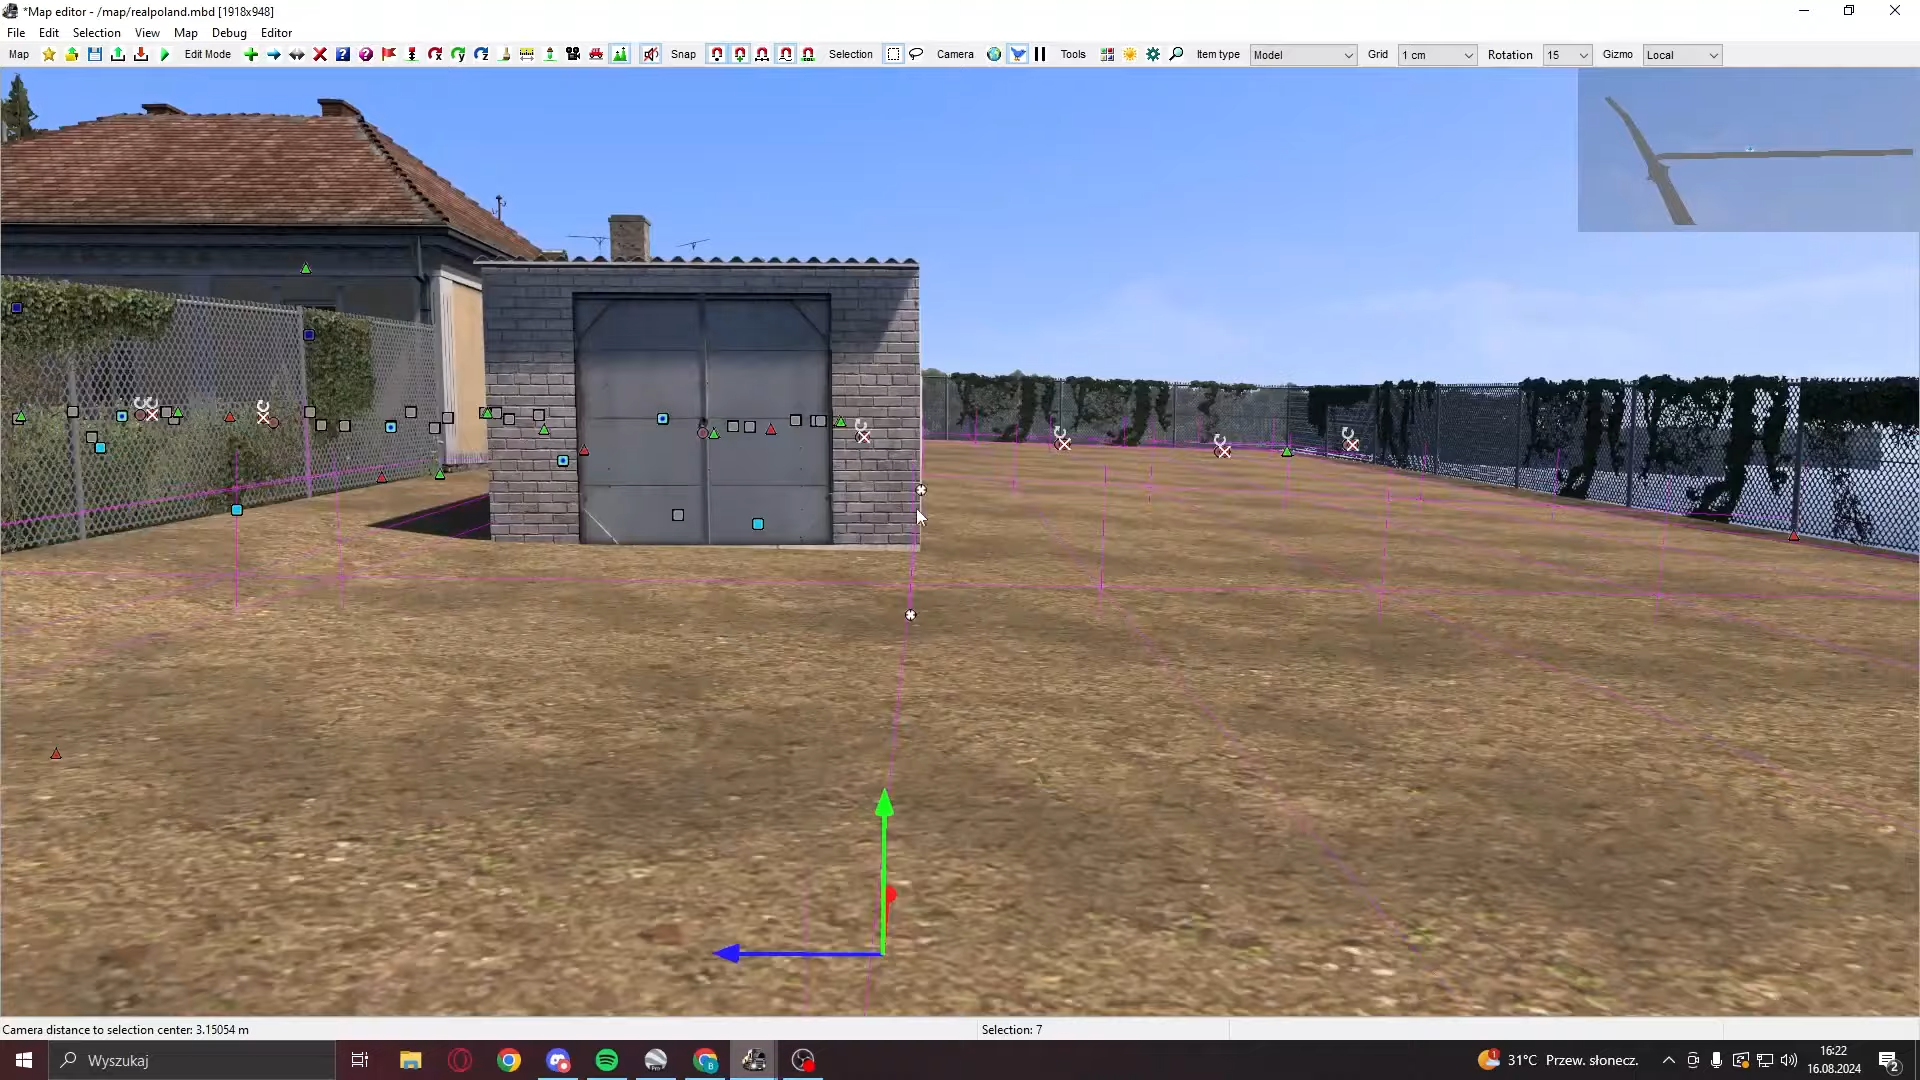 *Map editor - /map/realpoland.mbd [1918x948]
File Edit Selection View Map Debug Editor
Map Edit Mode Snap Selection Camera Tools Item type Model Grid 1 cm Rotation 15 Gizmo Local
Camera distance to selection center: 3.15054 m
Selection: 7
Wyszukaj
31°C Przew. słonecz.
16:22
16.08.2024
2